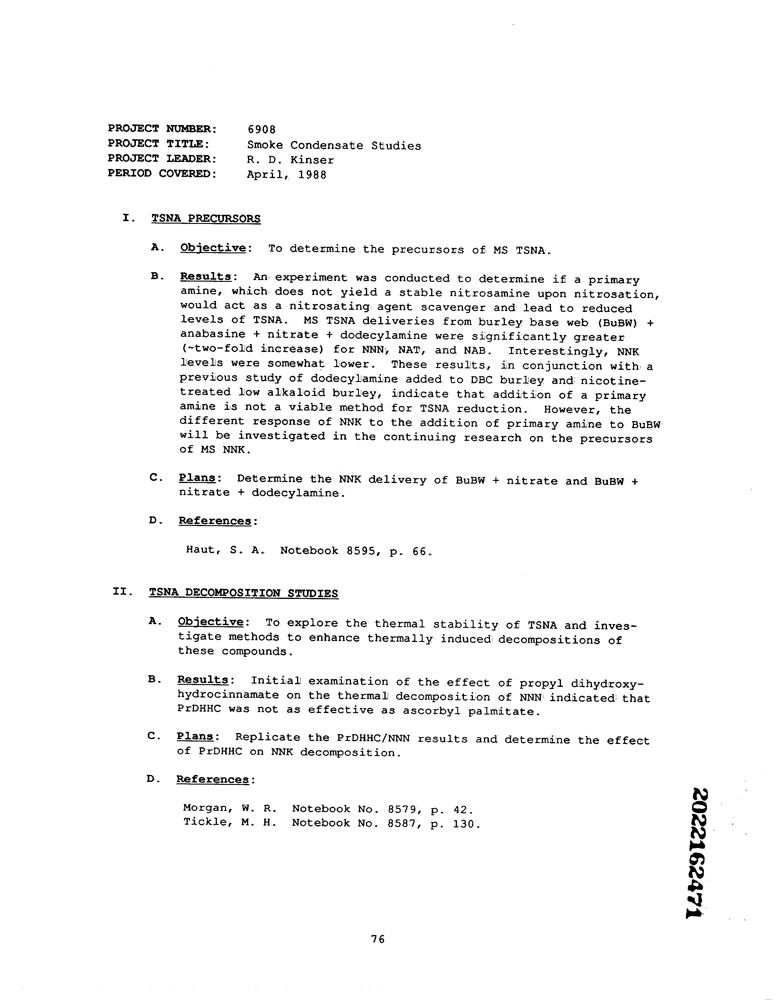 PROJECT NUMBER: 6908
PROJECT TITLE: Smoke Condensate Studies
PROJECT LEADER: R. D. Kinser
PERIOD COVERED: April, 1988
I. TSNA PRECURSORS
A. Objective: To determine the precursors of MS TSNA.
B. Results: An experiment was conducted to determine if a primary
amine, which does not yield a stable nitrosamine upon nitrosation,
would act as a nitrosating agent scavenger and lead to reduced
levels of TSNA. MS TSNA deliveries from burley base web (BuBW) +
anabasine + nitrate + dodecylamine were significantly greater
(~two-fold increase) for NNN, NAT, and NAB. Interestingly, NNK
levels were somewhat lower. These results, in conjunction with a
previous study of dodecylamine added to DBC burley and nicotine-
treated low alkaloid burley, indicate that addition of a primary
amine is not a viable method for TSNA reduction. However, the
different response of NNK to the addition of primary amine to BuBW
will be investigated in the continuing research on the precursors
of MS NNK.
C. Plans: Determine the NNK delivery of BuBW + nitrate and BuBW +
nitrate + dodecylamine.
D. References:
Haut, S. A. Notebook 8595, p. 66.
II. TSNA DECOMPOSITION STUDIES
A. Objective: To explore the thermal stability of TSNA and inves-
tigate methods to enhance thermally induced decompositions of
these compounds.
B. Results: Initial examination of the effect of propyl dihydroxy-
hydrocinnamate on the thermal decomposition of NNN indicated that
PrDHHC was not as effective as ascorbyl palmitate.
C. Plans: Replicate the PrDHHC/NNN results and determine the effect
of PrDHHC on NNK decomposition.
D. References:
Morgan, W. R. Notebook No. 8579, p. 42.
Tickle, M. H. Notebook No. 8587, p. 130.
2022162471
76